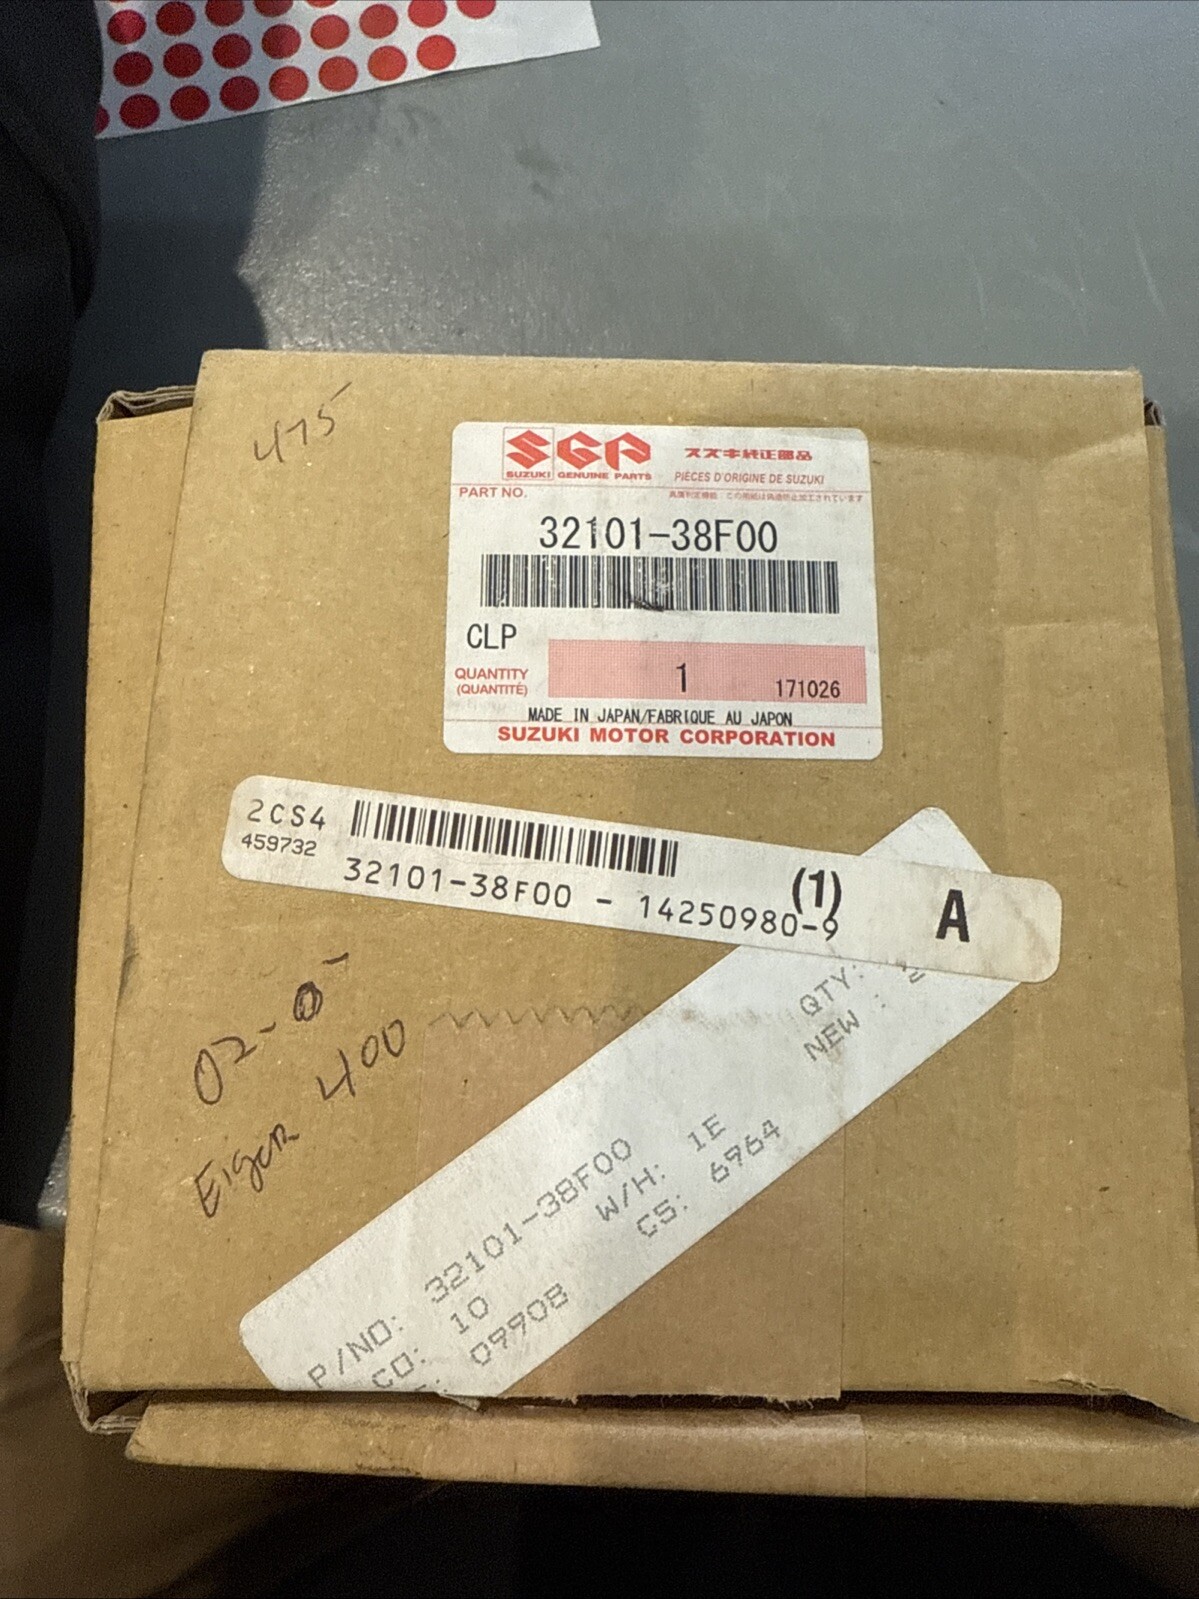 475
SGP
スズキ純正部品
SUZUKI GENUINE PARTS
PIÈCES D'ORIGINE DE SUZUKI
PART NO.
32101-38F00
CLP
QUANTITY
(QUANTITÉ)
1
171026
MADE IN JAPAN/FABRIQUE AU JAPON
SUZUKI MOTOR CORPORATION
2CS4
459732
32101-38F00 - 14250980-9
(1)
A
02-0-
Eiger 400
QTY:
NEW : 2
P/NO: 32101-38F00
W/H: 1E
CO: 10
CS: 6964
09908